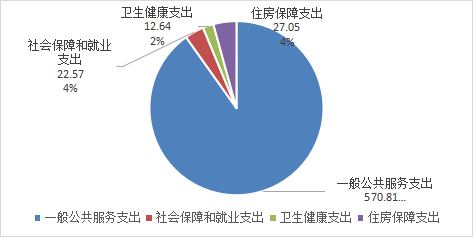 卫生健康支出
12.64
2%
住房保障支出
27.05
4%
社会保障和就业
支出
22.57
4%
一般公共服务支出
570.81...
一般公共服务支出 社会保障和就业支出 卫生健康支出 住房保障支出